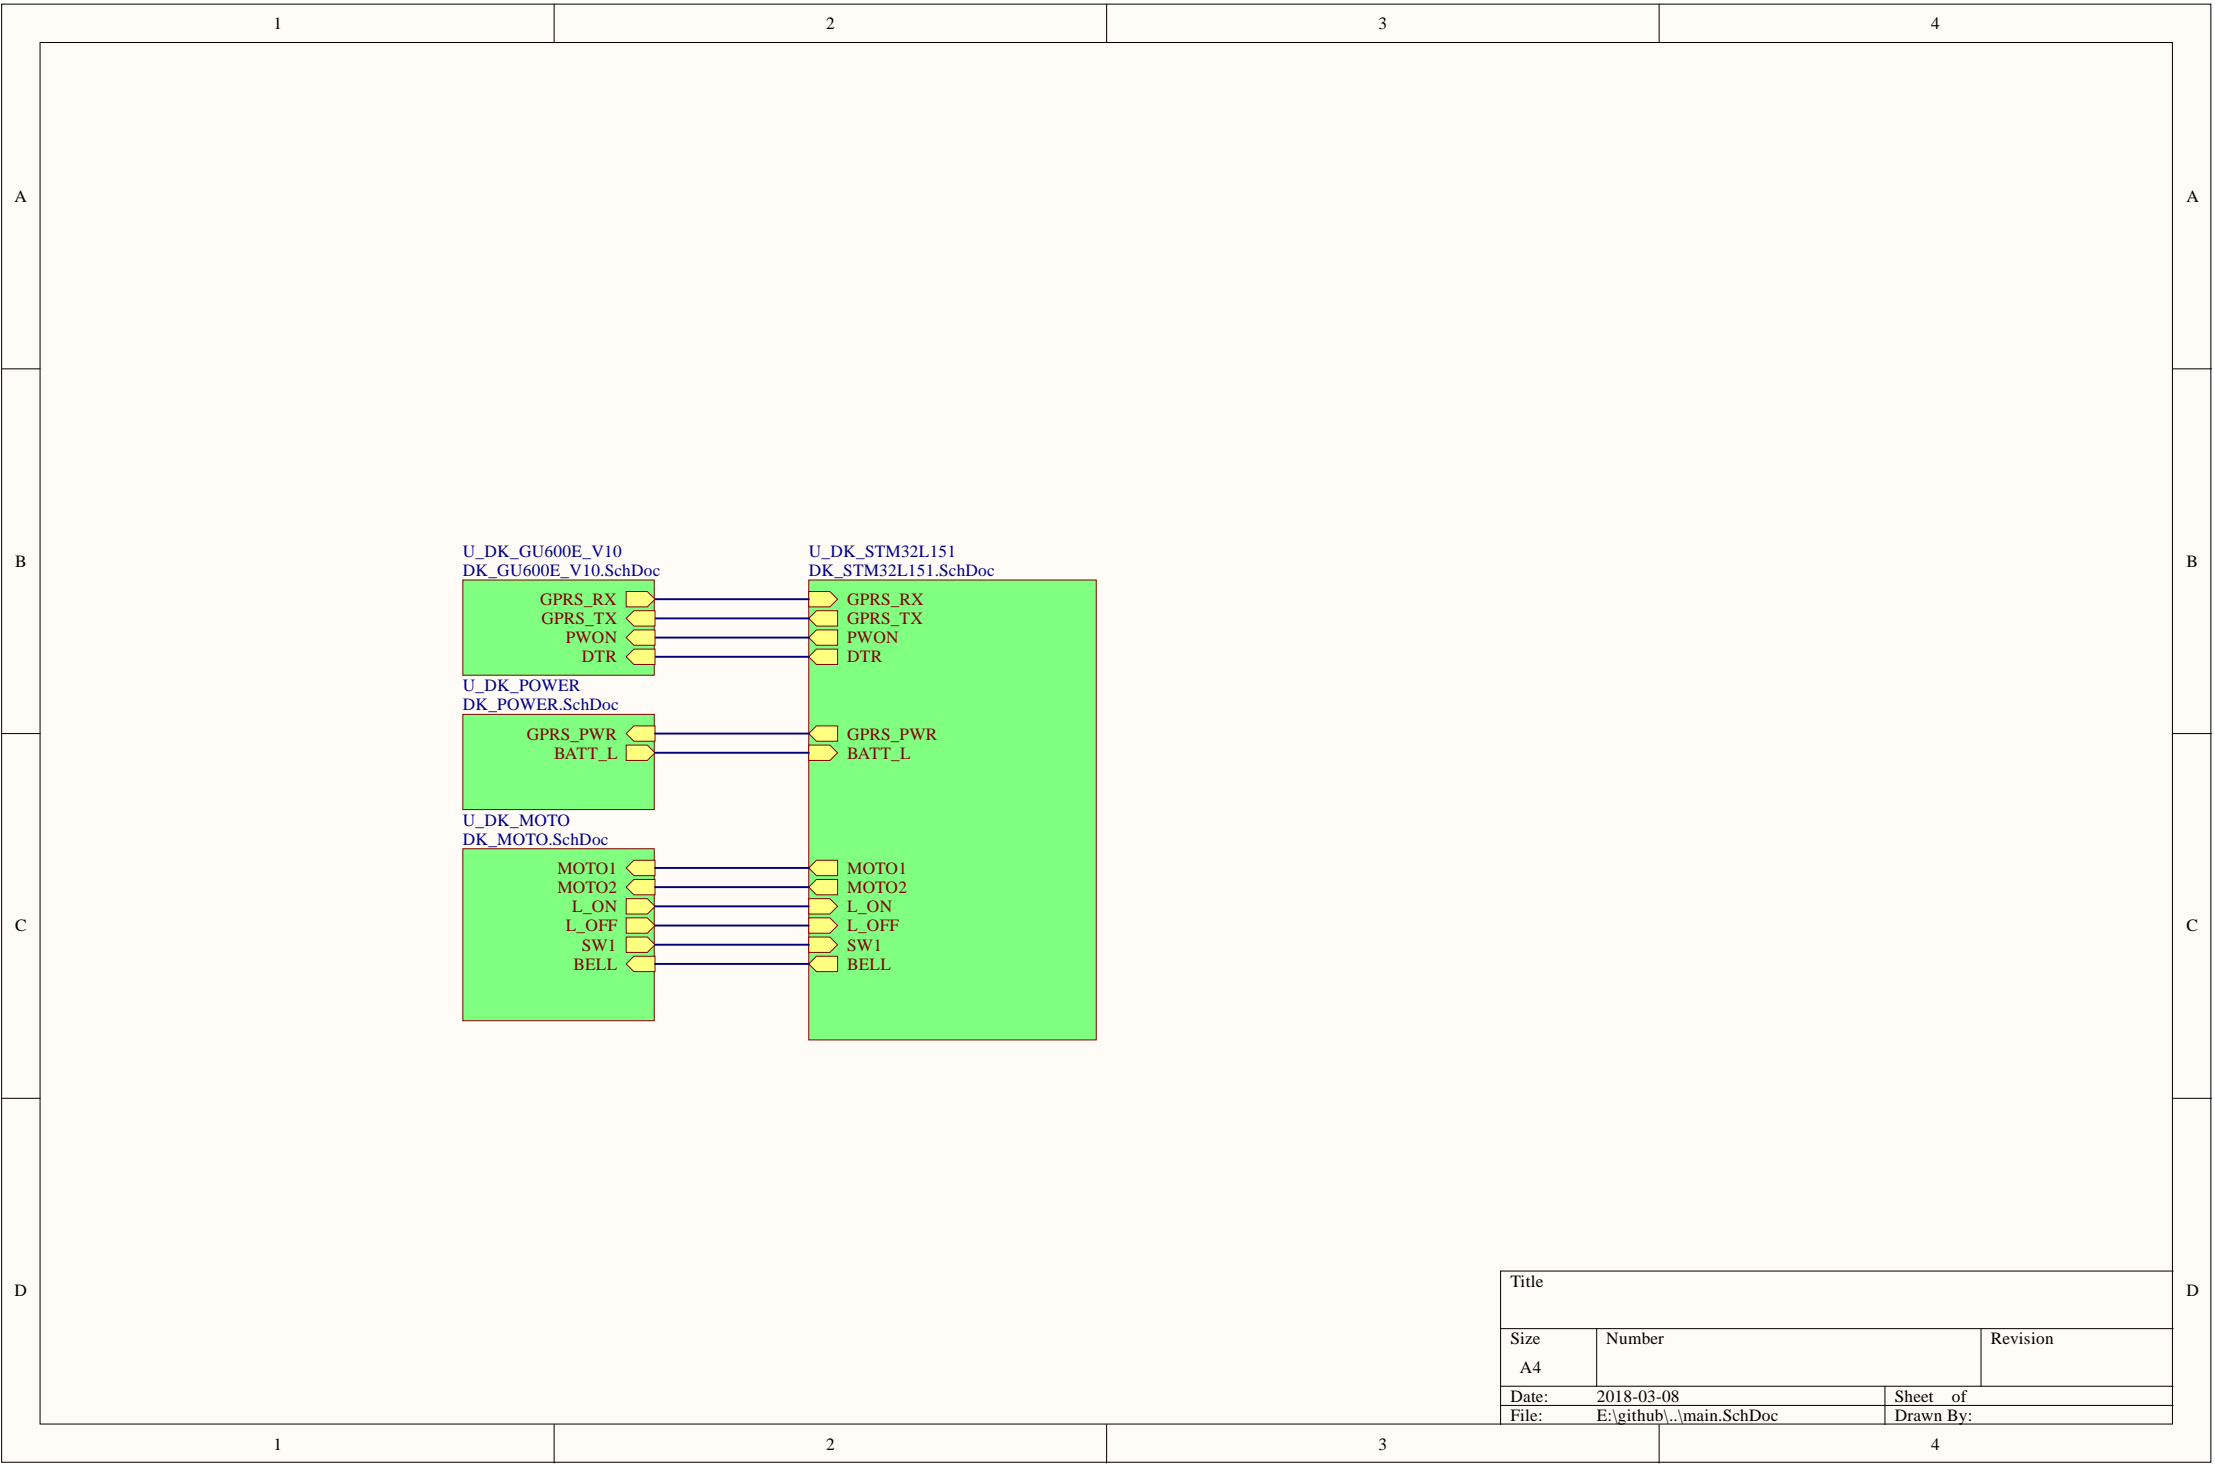 1 2 3 4
A A
B B
C C
D D
U_DK_GU600E_V10
DK_GU600E_V10.SchDoc
GPRS_RX
GPRS_TX
PWON
DTR
U_DK_POWER
DK_POWER.SchDoc
GPRS_PWR
BATT_L
U_DK_MOTO
DK_MOTO.SchDoc
MOTO1
MOTO2
L_ON
L_OFF
SW1
BELL
U_DK_STM32L151
DK_STM32L151.SchDoc
GPRS_RX
GPRS_TX
PWON
DTR
GPRS_PWR
BATT_L
MOTO1
MOTO2
L_ON
L_OFF
SW1
BELL
Title
Size Number Revision
A4
Date: 2018-03-08 Sheet of
File: E:\github\..\main.SchDoc Drawn By:
1 2 3 4